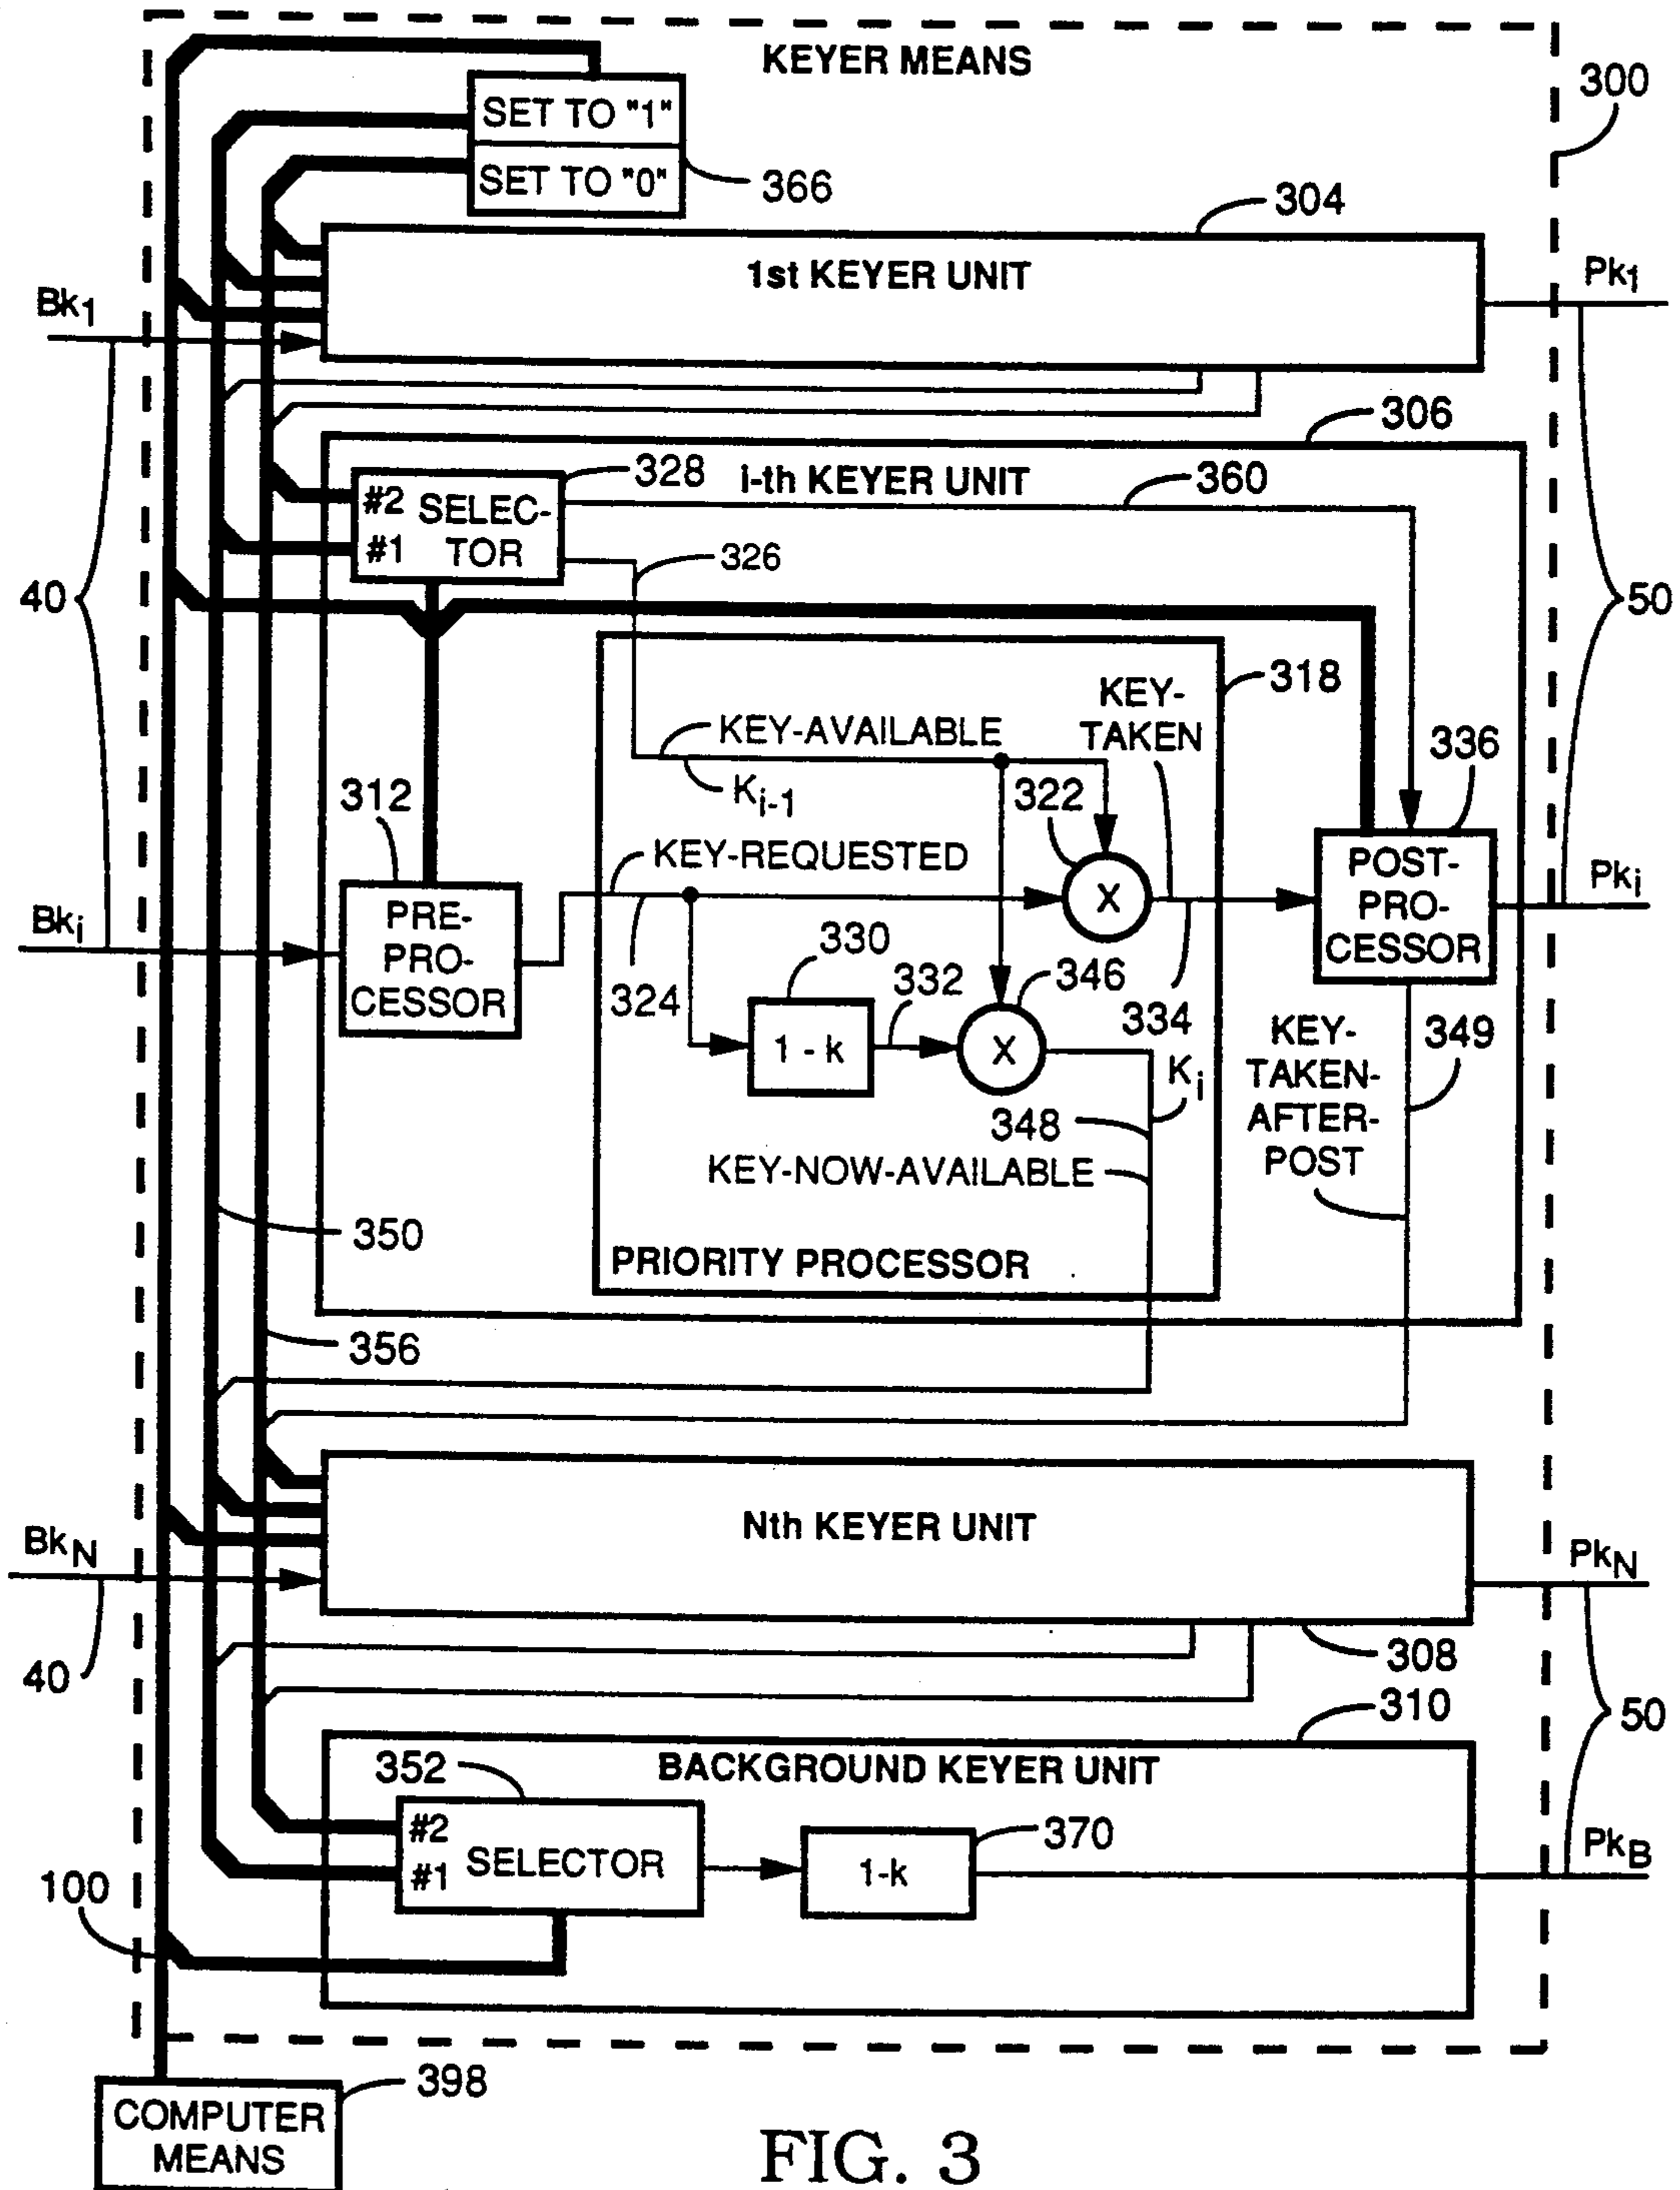 KEYER MEANS
300
SET TO "1"
SET TO "0"
366
304
1st KEYER UNIT
Bk1
Pk1
306
328
i-th KEYER UNIT
360
#2 SELEC-
#1 TOR
326
40
50
318
KEY-
TAKEN
KEY-AVAILABLE
336
312
Ki-1
322
KEY-REQUESTED
POST-
PRO-
CESSOR
Pki
PRE-
PRO-
CESSOR
Bki
X
330
332
346
324
334
1 - k
X
KEY-
TAKEN-
AFTER-
POST
349
Ki
348
KEY-NOW-AVAILABLE
350
PRIORITY PROCESSOR
356
Nth KEYER UNIT
BkN
PkN
40
308
310
50
352
BACKGROUND KEYER UNIT
#2
#1
SELECTOR
370
1-k
PkB
100
398
COMPUTER
MEANS
FIG. 3